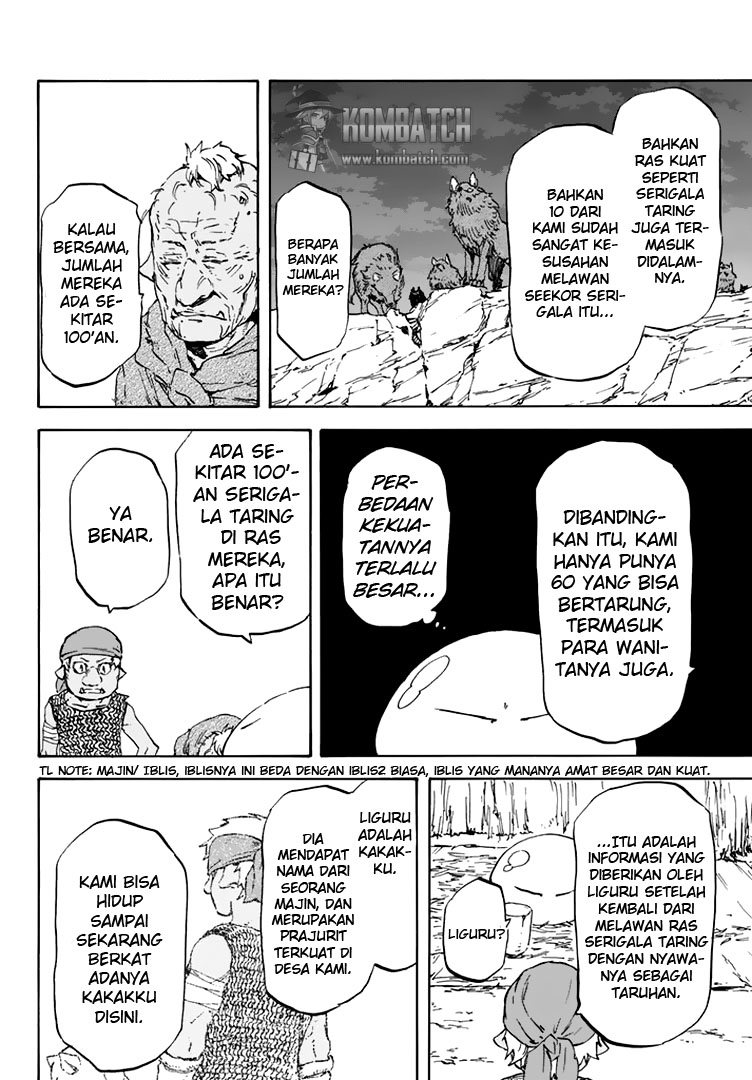 KOMBATCH
www.kombatch.com
BAHKAN
RAS KUAT
SEPERTI
SERIGALA
TARING
JUGA TER-
MASUK
DIDALAM-
NYA.
BAHKAN
10 DARI
KAMI SUDAH
SANGAT KE-
SUSAHAN
MELAWAN
SEEKOR SERI-
GALA ITU...
BERAPA
BANYAK
JUMLAH
MEREKA?
KALAU
BERSAMA,
JUMLAH
MEREKA
ADA SE-
KITAR
100'AN.
DIBANDING-
KAN ITU, KAMI
HANYA PUNYA
60 YANG BISA
BERTARUNG,
TERMASUK
PARA WANI-
TANYA JUGA.
PER-
BEDAAN
KEKUA-
TANNYA
TERLALU
BESAR...
ADA SE-
KITAR 100'-
AN SERIGA-
LA TARING
DI RAS
MEREKA,
APA ITU
BENAR?
YA
BENAR.
TL NOTE: MAJIN/ IBLIS, IBLISNYA INI BEDA DENGAN IBLIS2 BIASA, IBLIS YANG MANANYA AMAT BESAR DAN KUAT.
...ITU ADALAH
INFORMASI YANG
DIBERIKAN OLEH
LIGURU SETELAH
KEMBALI DARI
MELAWAN RAS
SERIGALA TARING
DENGAN NYAWA-
NYA SEBAGAI
TARUHAN.
LIGURU?
LIGURU
ADALAH
KAKAK-
KU.
DIA
MENDAPAT
NAMA DARI
SEORANG
MAJIN, DAN
MERUPAKAN
PRAJURIT
TERKUAT DI
DESA KAMI.
KAMI BISA
HIDUP
SAMPAI
SEKARANG
BERKAT
ADANYA
KAKAKKU
DISINI.